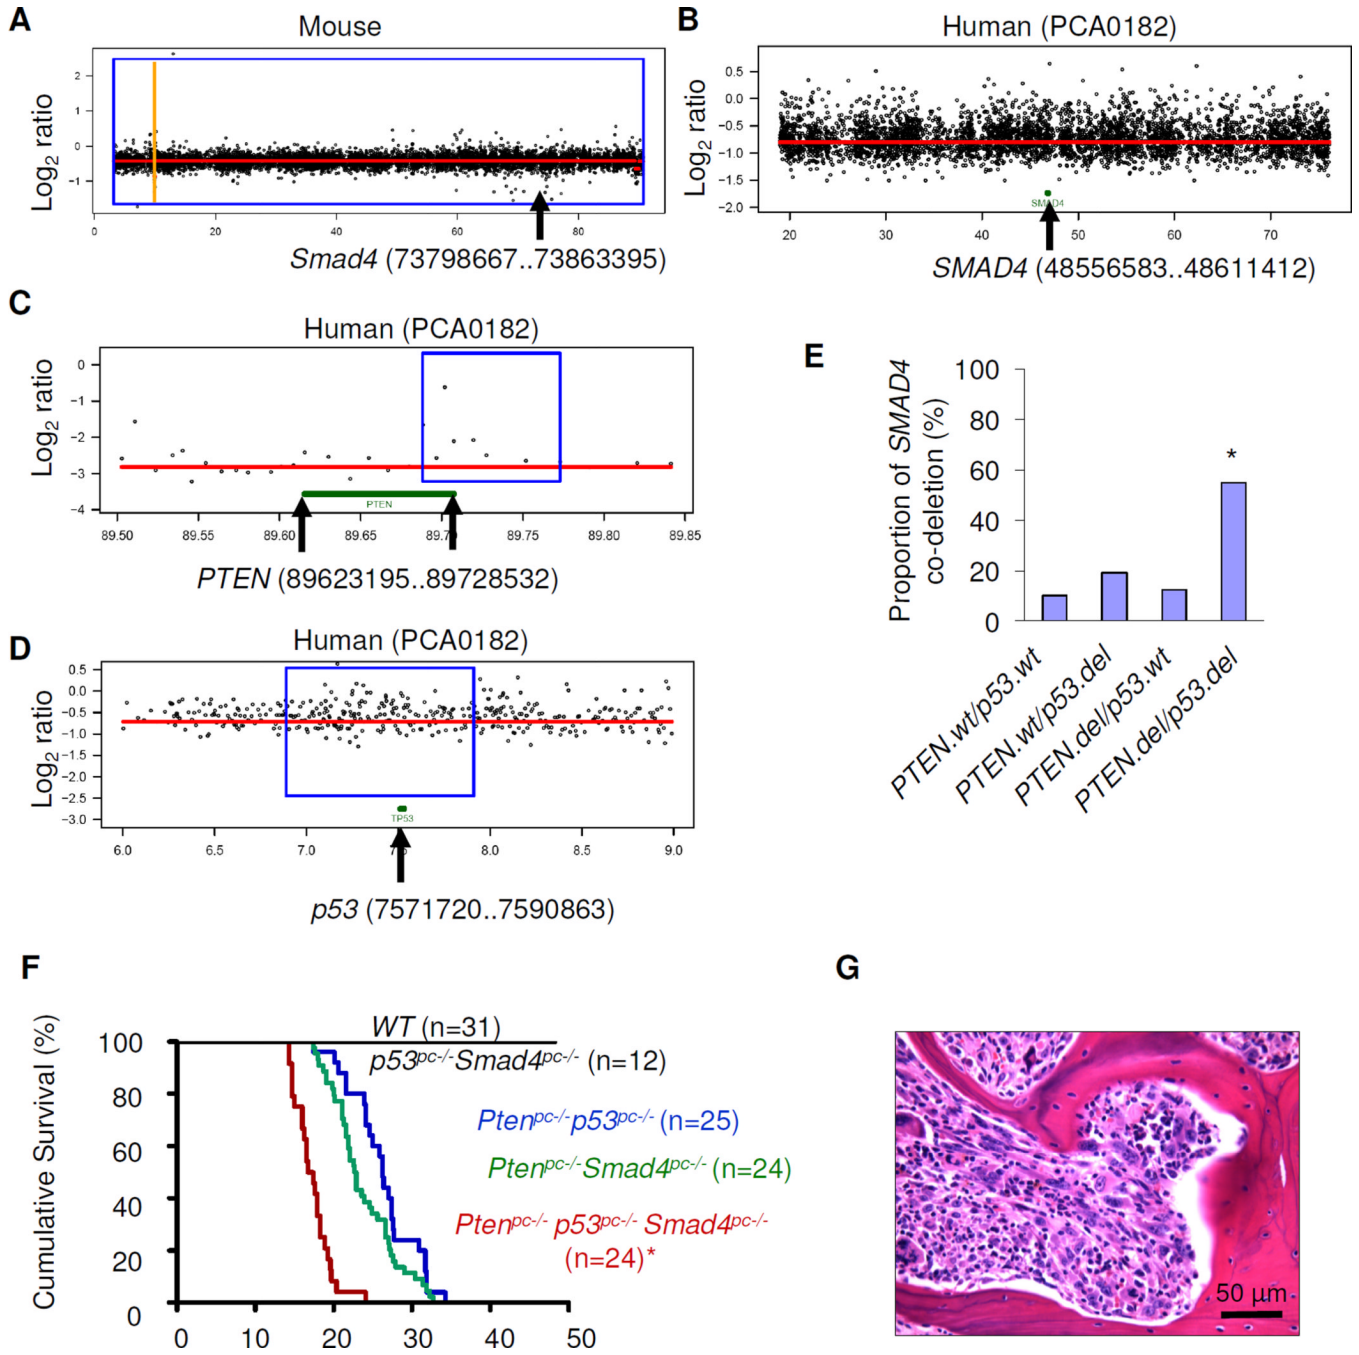 A
Mouse
Log2 ratio
2
1
0
−1
0 20 40 60 80
Smad4 (73798667..73863395)
B
Human (PCA0182)
Log2 ratio
0.5
0.0
−0.5
−1.0
−1.5
−2.0
SMAD4
20 30 40 50 60 70
SMAD4 (48556583..48611412)
C
Human (PCA0182)
Log2 ratio
0
−1
−2
−3
−4
PTEN
89.50 89.55 89.60 89.65 89.70 89.75 89.80 89.85
PTEN (89623195..89728532)
D
Human (PCA0182)
Log2 ratio
0.5
0.0
−0.5
−1.0
−1.5
−2.0
−2.5
−3.0
TP53
6.0 6.5 7.0 7.5 8.0 8.5 9.0
p53 (7571720..7590863)
E
Proportion of SMAD4
co-deletion (%)
100
80
60
40
20
0
*
PTEN.wt/p53.wt
PTEN.wt/p53.del
PTEN.del/p53.wt
PTEN.del/p53.del
F
Cumulative Survival (%)
100
80
60
40
20
0
0 10 20 30 40 50
WT (n=31)
p53pc-/-Smad4pc-/- (n=12)
Ptenpc-/-p53pc-/- (n=25)
Ptenpc-/-Smad4pc-/- (n=24)
Ptenpc-/- p53pc-/- Smad4pc-/-
(n=24)*
G
50 µm